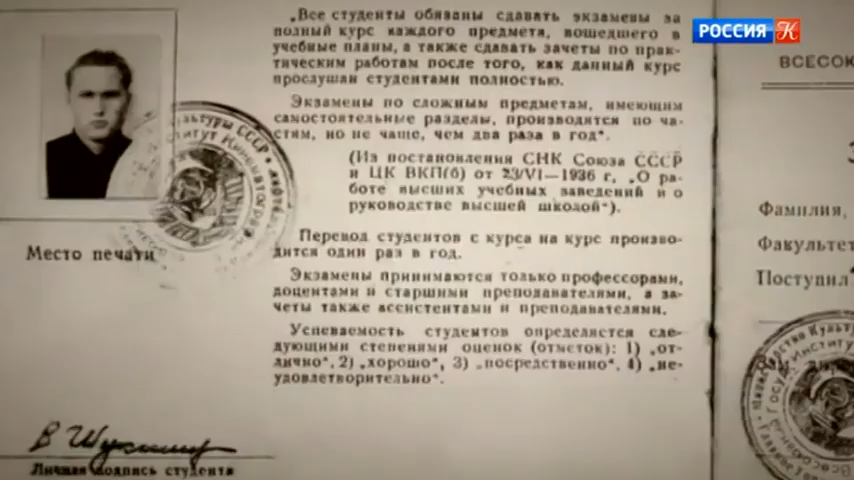 „Все студенты обязаны сдавать экзамены за
полный курс каждого предмета, вошедшего в
учебные планы, а также сдавать зачеты по прак-
тическим работам после того, как данный курс
прослушан студентами полностью.
Экзамены по сложным предметам, имеющим
самостоятельные разделы, производятся по ча-
стям, но не чаще, чем два раза в год“.
(Из постановления СНК Союза ССР
и ЦК ВКП(б) от 23/VI—1936 г. „О ра-
боте высших учебных заведений и о
руководстве высшей школой“).
Перевод студентов с курса на курс произво-
дится один раз в год.
Экзамены принимаются только профессорами,
доцентами и старшими преподавателями, а за-
четы также ассистентами и преподавателями.
Успеваемость студентов определяется сле-
дующими степенями оценок (отметок): 1) „от-
лично“, 2) „хорошо“, 3) „посредственно“, 4) „не-
удовлетворительно“.
Место печати
В Шукшин
Личная подпись студента
РОССИЯ К
ВСЕСОЮ
Фамилия,
Факультет
Поступил